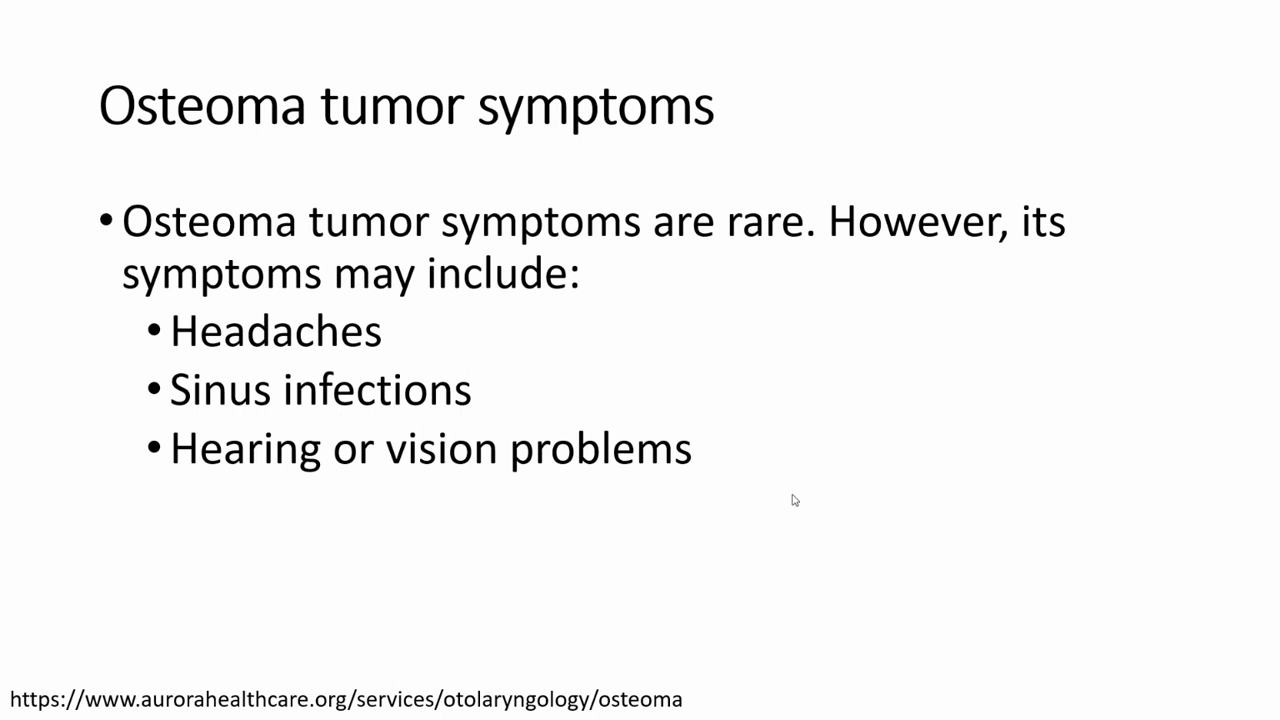 Osteoma tumor symptoms
• Osteoma tumor symptoms are rare. However, its
symptoms may include:
• Headaches
• Sinus infections
• Hearing or vision problems
https://www.aurorahealthcare.org/services/otolaryngology/osteoma